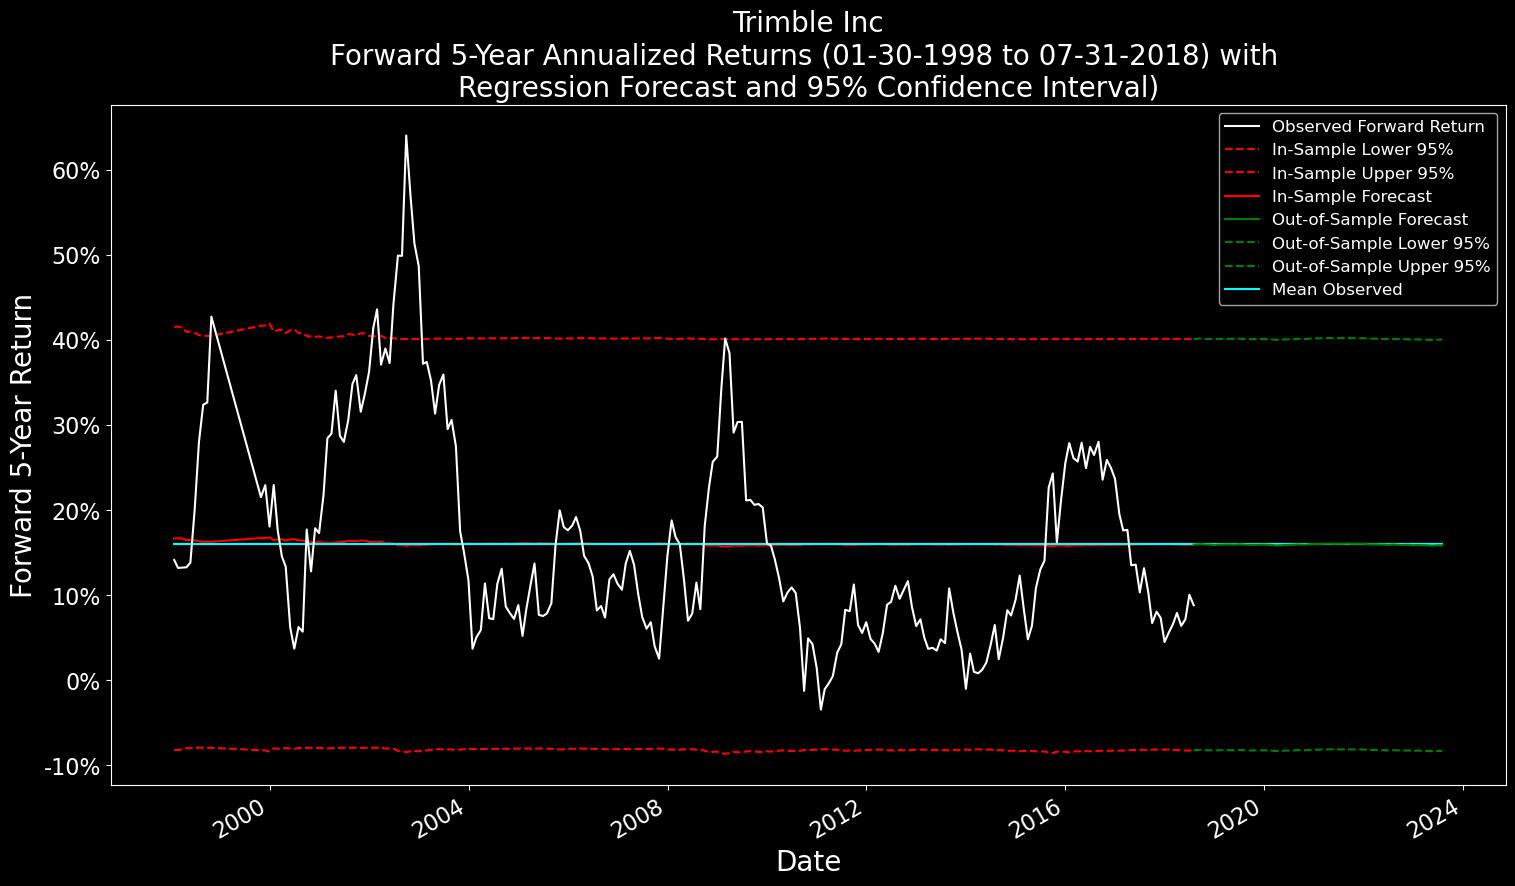 Trimble Inc
Forward 5-Year Annualized Returns (01-30-1998 to 07-31-2018) with
Regression Forecast and 95% Confidence Interval)
Forward 5-Year Return
60%
50%
40%
30%
20%
10%
0%
-10%
Observed Forward Return
In-Sample Lower 95%
In-Sample Upper 95%
In-Sample Forecast
Out-of-Sample Forecast
Out-of-Sample Lower 95%
Out-of-Sample Upper 95%
Mean Observed
2000
2004
2008
2012
2016
2020
2024
Date